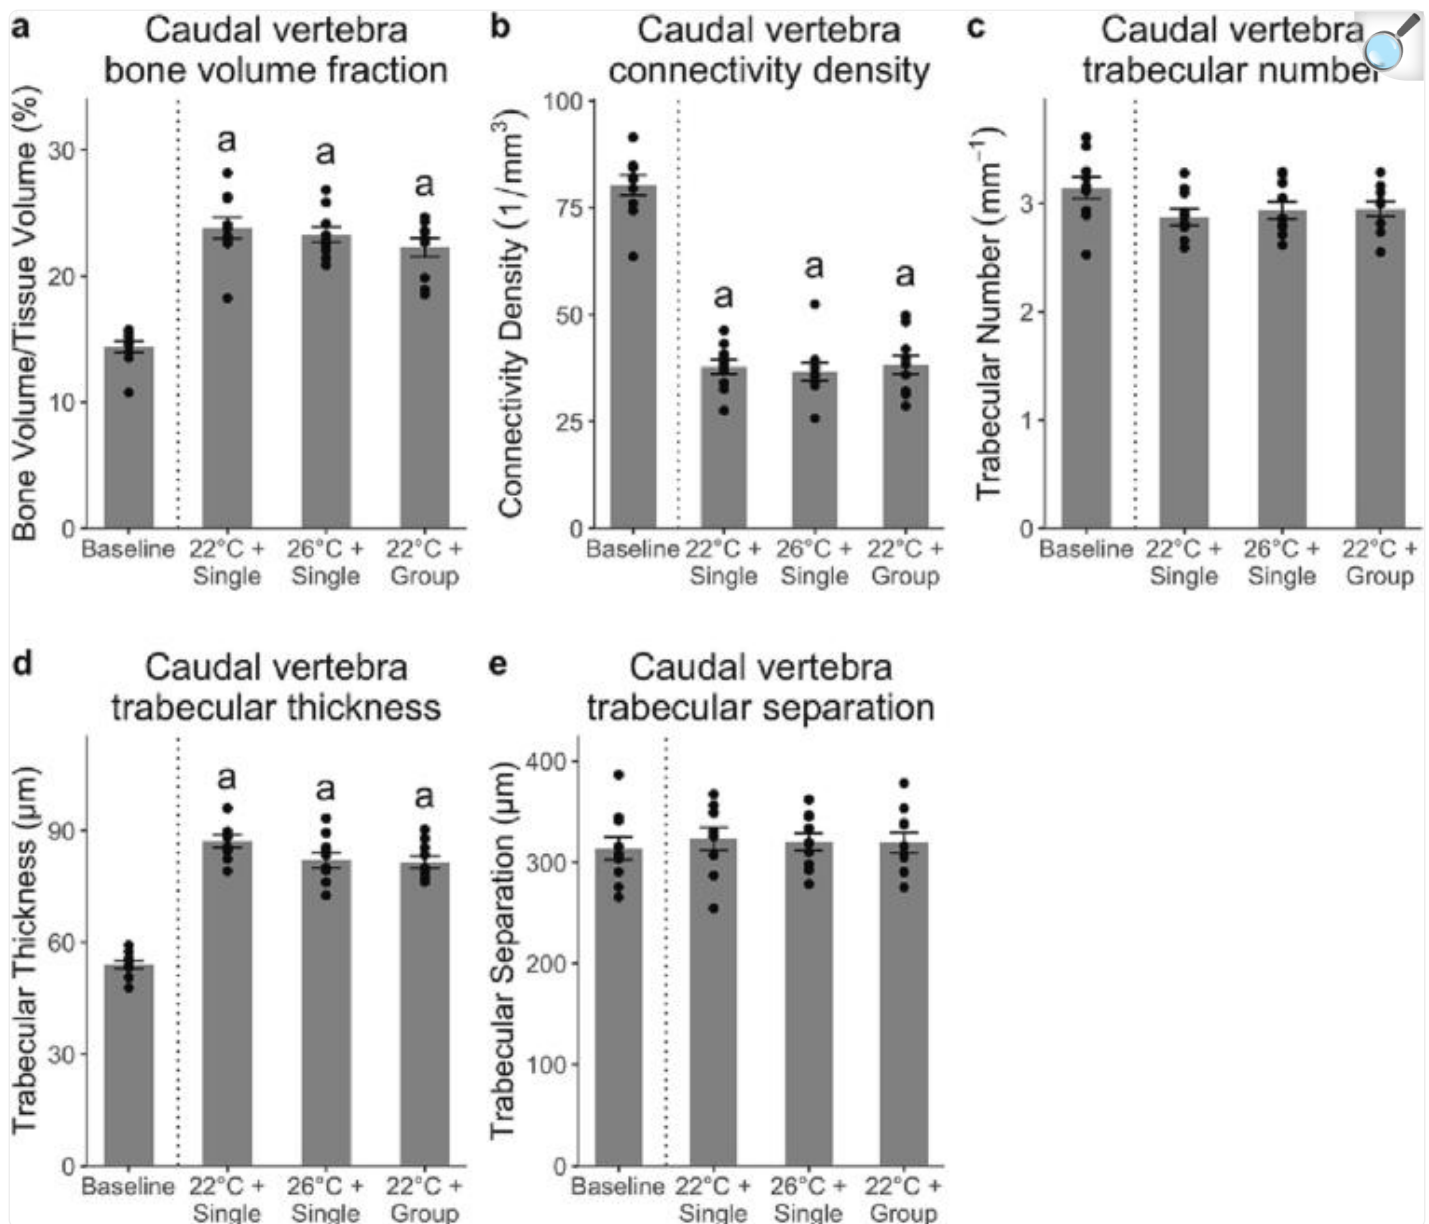 a
Caudal vertebra
bone volume fraction
Bone Volume/Tissue Volume (%)
30
20
10
0
a
a
a
Baseline
22°C +
Single
26°C +
Single
22°C +
Group
b
Caudal vertebra
connectivity density
Connectivity Density (1/mm³)
100
75
50
25
0
a
a
a
Baseline
22°C +
Single
26°C +
Single
22°C +
Group
c
Caudal vertebra
trabecular number
Trabecular Number (mm⁻¹)
3
2
1
0
Baseline
22°C +
Single
26°C +
Single
22°C +
Group
d
Caudal vertebra
trabecular thickness
Trabecular Thickness (µm)
90
60
30
0
a
a
a
Baseline
22°C +
Single
26°C +
Single
22°C +
Group
e
Caudal vertebra
trabecular separation
Trabecular Separation (µm)
400
300
200
100
0
Baseline
22°C +
Single
26°C +
Single
22°C +
Group